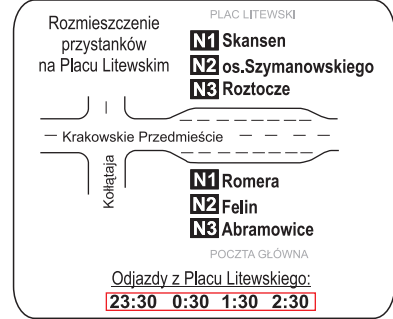 Rozmieszczenie
przystanków
na Placu Litewskim
PLAC LITEWSKI
N1 Skansen
N2 os.Szymanowskiego
N3 Roztocze
Krakowskie Przedmieście
Kołłątaja
N1 Romera
N2 Felin
N3 Abramowice
POCZTA GŁÓWNA
Odjazdy z Placu Litewskiego:
23:30 0:30 1:30 2:30